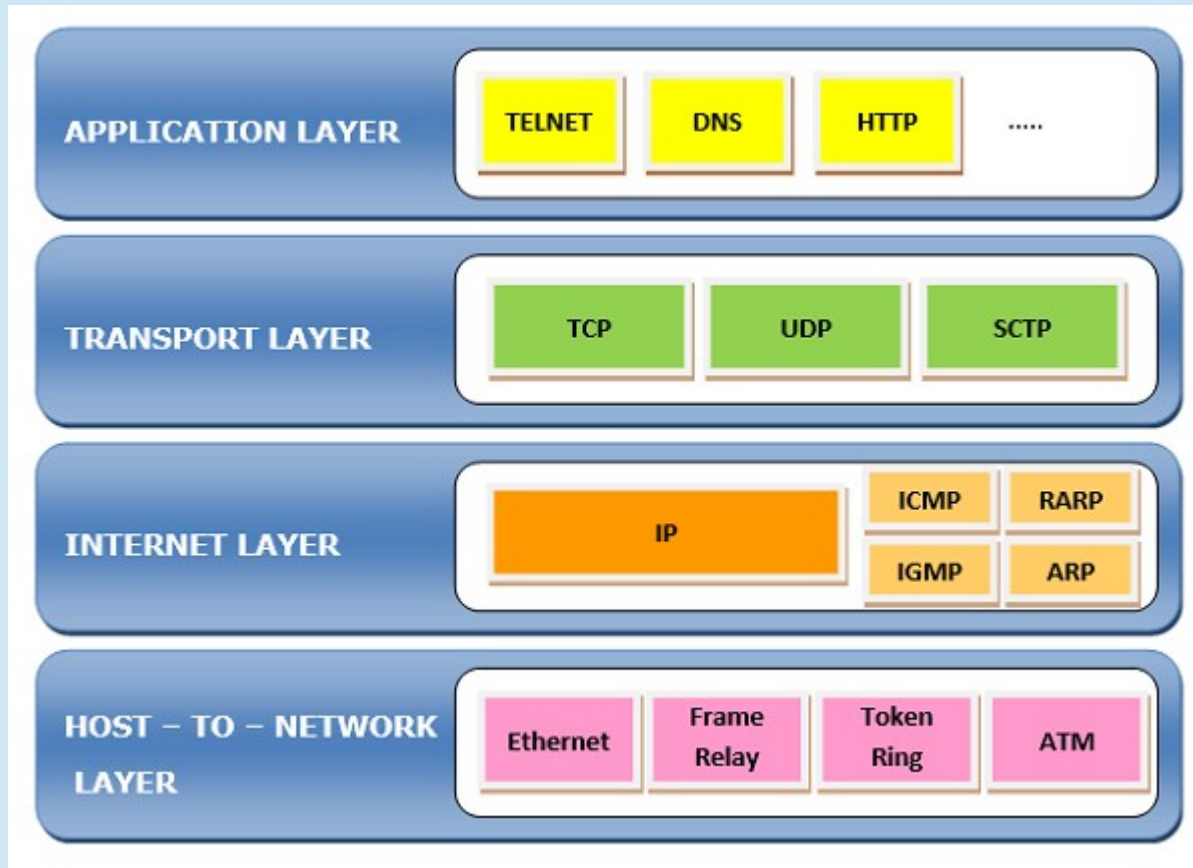 APPLICATION LAYER
TELNET
DNS
HTTP
.....
TRANSPORT LAYER
TCP
UDP
SCTP
INTERNET LAYER
IP
ICMP
RARP
IGMP
ARP
HOST – TO – NETWORK
LAYER
Ethernet
Frame
Relay
Token
Ring
ATM